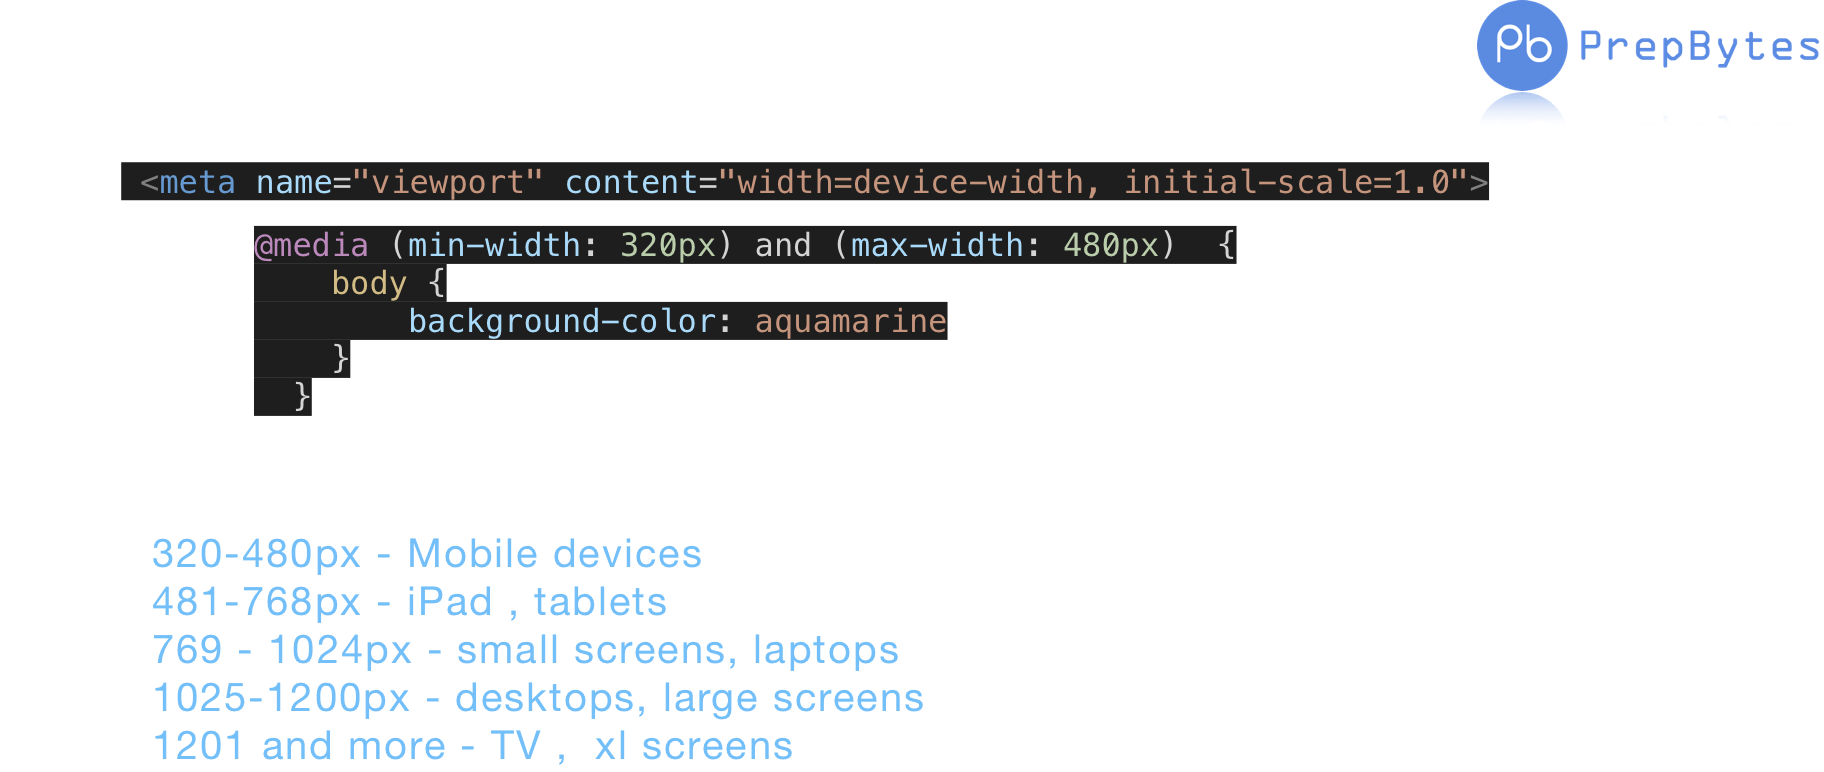 Pb PrepBytes
<meta name="viewport" content="width=device-width, initial-scale=1.0">
@media (min-width: 320px) and (max-width: 480px)  {
    body {
        background-color: aquamarine
    }
  }
320-480px - Mobile devices
481-768px - iPad , tablets
769 - 1024px - small screens, laptops
1025-1200px - desktops, large screens
1201 and more - TV ,  xl screens